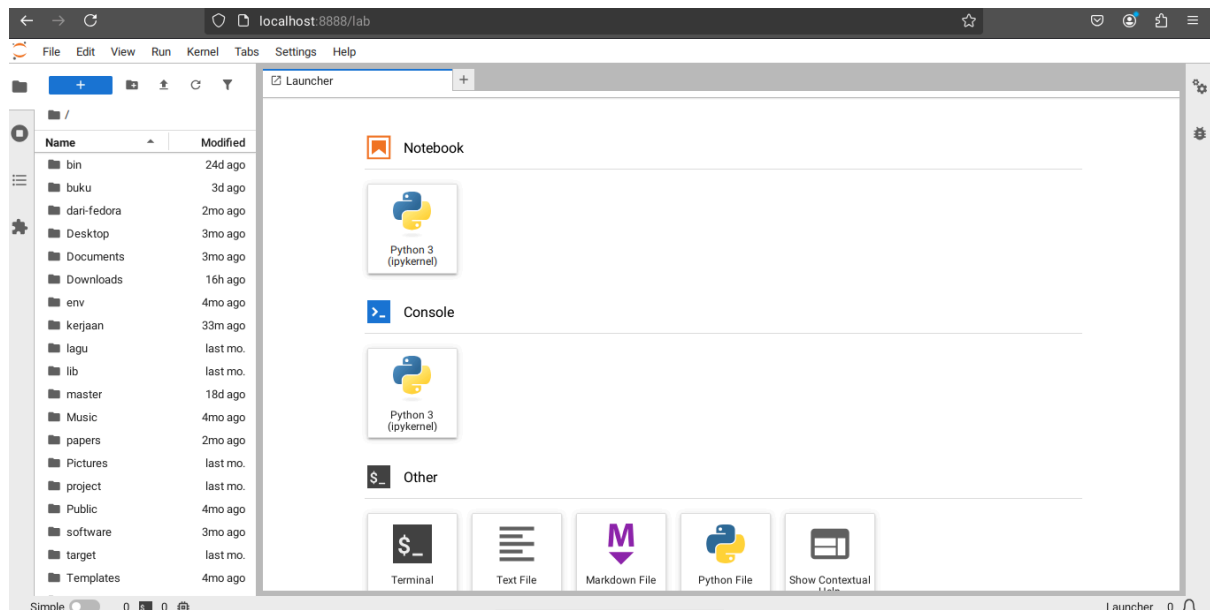 localhost:8888/lab
File Edit View Run Kernel Tabs Settings Help
+
Launcher +
/
Name Modified
bin 24d ago
buku 3d ago
dari-fedora 2mo ago
Desktop 3mo ago
Documents 3mo ago
Downloads 16h ago
env 4mo ago
kerjaan 33m ago
lagu last mo.
lib last mo.
master 18d ago
Music 4mo ago
papers 2mo ago
Pictures last mo.
project last mo.
Public 4mo ago
software 3mo ago
target last mo.
Templates 4mo ago
Notebook
Python 3
(ipykernel)
Console
Python 3
(ipykernel)
$_ Other
$_
Terminal
Text File
M
Markdown File
Python File
Show Contextual
Help
Simple 0 $_ 0
Launcher 0